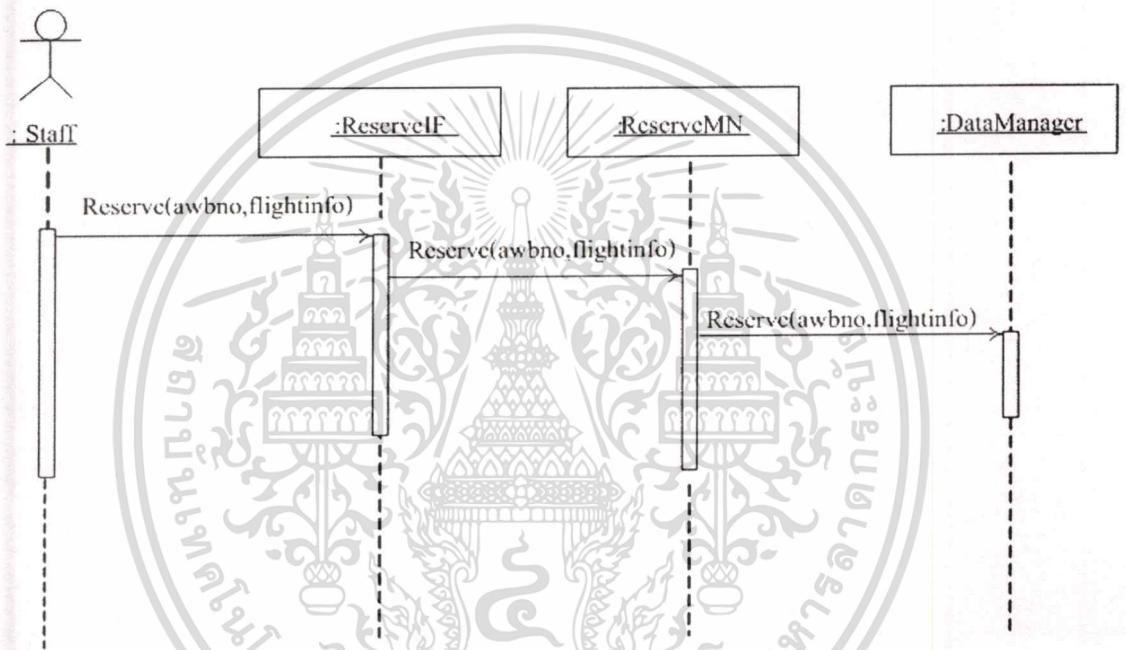 : Staff
:ReserveIF
:ReserveMN
:DataManager
Reserve(awbno,flightinfo)
Reserve(awbno,flightinfo)
Reserve(awbno,flightinfo)